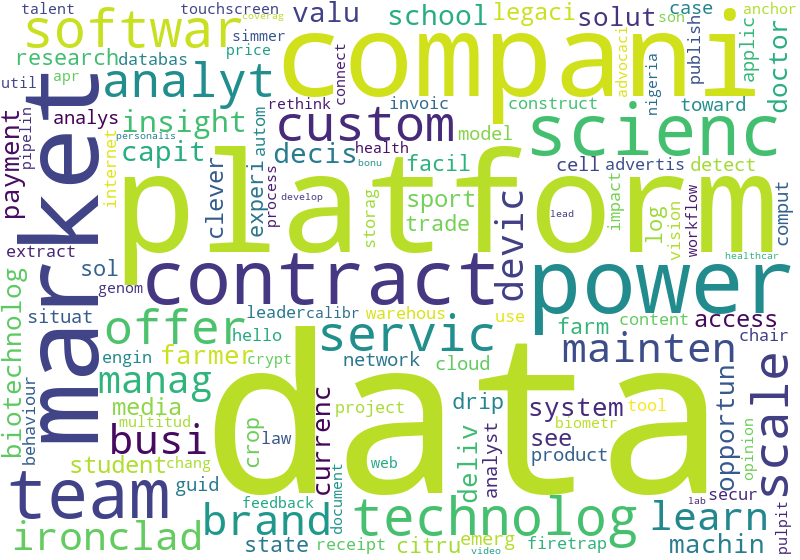 talent touchscreen coverag valu school legaci case son anchor
softwar simmer price compani solut publish applic doctor
research databas apr util analyt connect advocaci nigeria
payment pipelin analys insight rethink invoic construct toward
personalis custom health model scienc
internet capit clever autom decis bonu facil cell advertis detect
market experi process platform develop storag sport trade lead impact log vision workflow comput
extract sol genom contract devic power healthcar
biotechnolog situat offer leader calibr warehous use farm content access chair
hello servic mainten
behaviour engin farmer crypt network cloud
manag data project drip system tool opportun scale
media multitud crop law currenc biometr see product analyst opinion
busi student chang web deliv
team guid brand feedback document technolog lab secur learn pulpit
ironclad state receipt citru emerg video firetrap machin